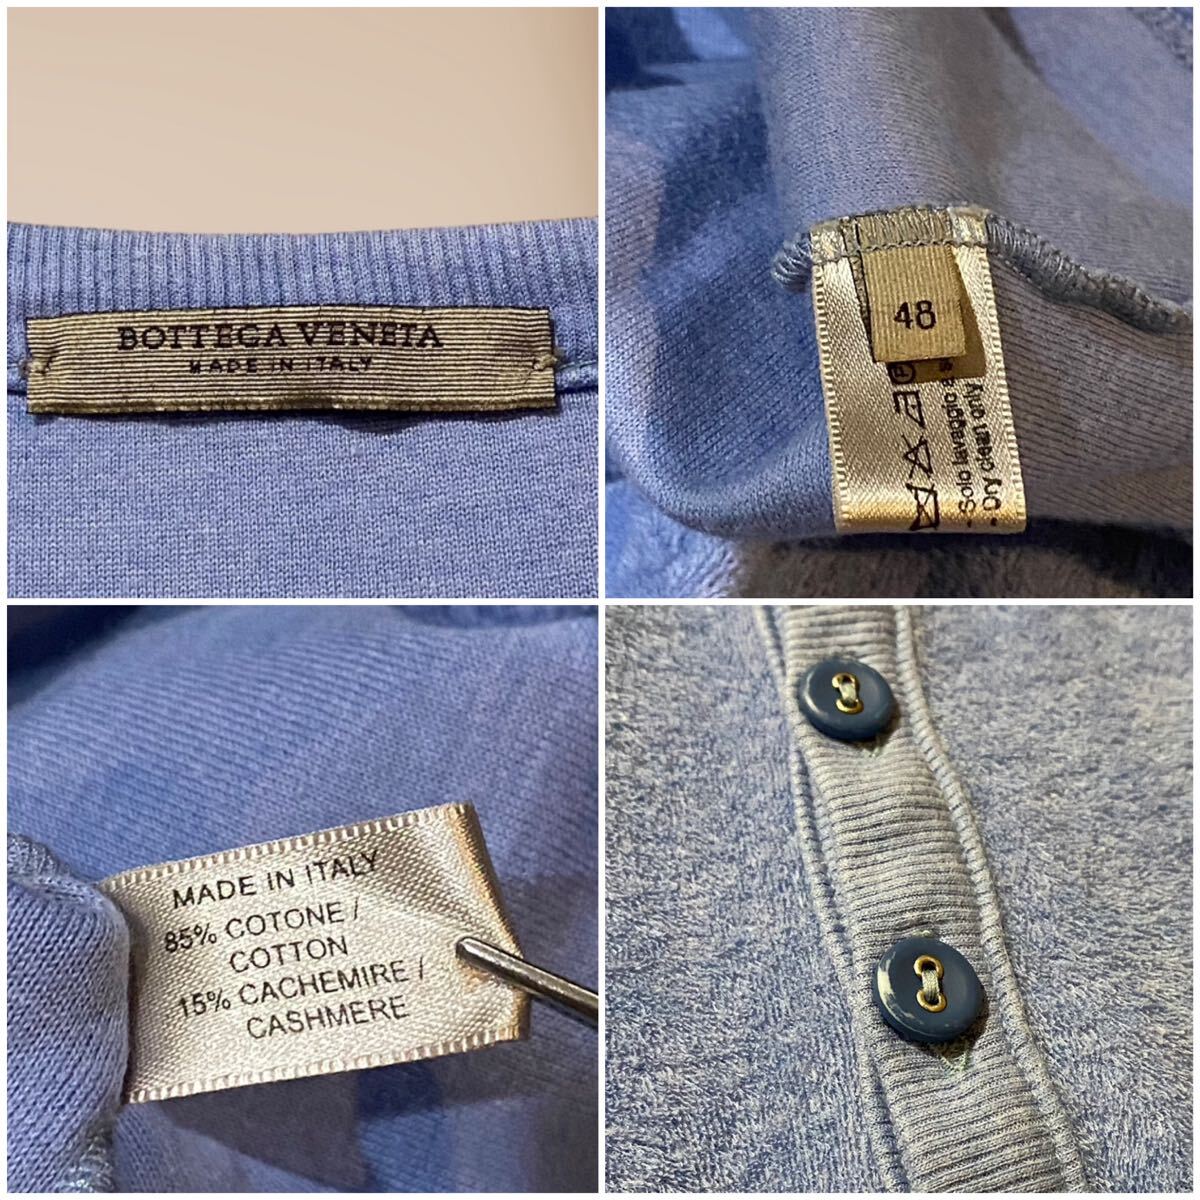 BOTTEGA VENETA
MADE IN ITALY
48
- Solo lavaggio a s
- Dry clean only
MADE IN ITALY
85% COTONE /
COTTON
15% CACHEMIRE /
CASHMERE